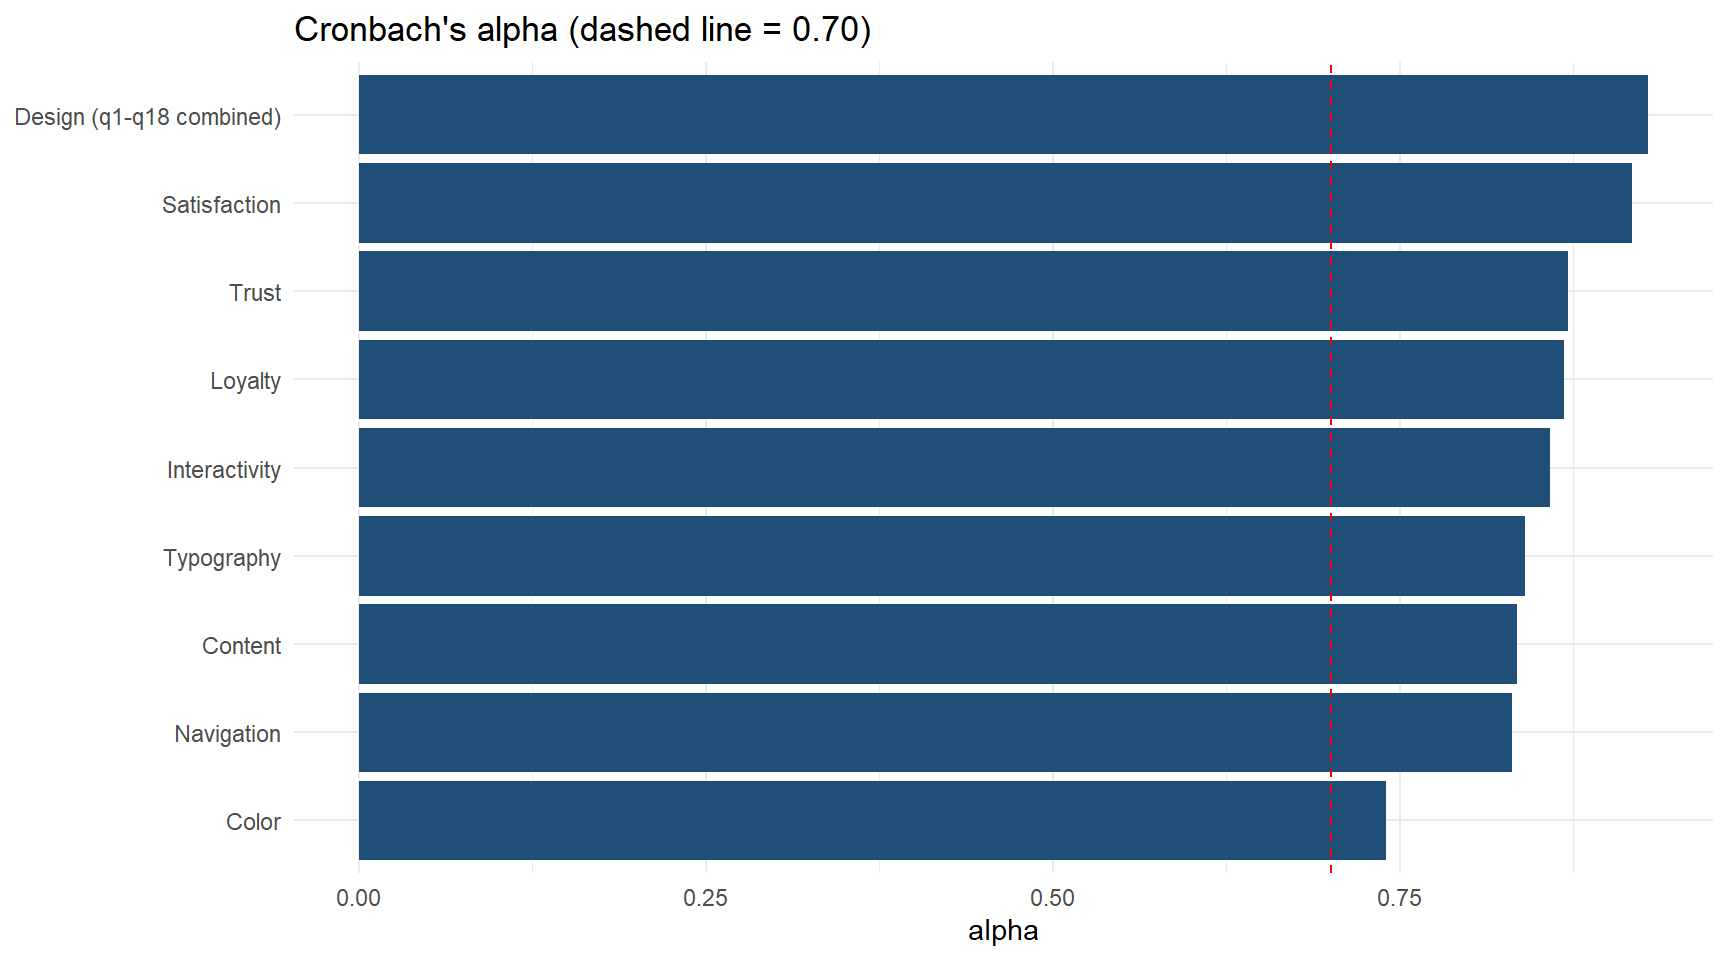 Cronbach's alpha (dashed line = 0.70)
Design (q1-q18 combined)
Satisfaction
Trust
Loyalty
Interactivity
Typography
Content
Navigation
Color
0.00 0.25 0.50 0.75
alpha